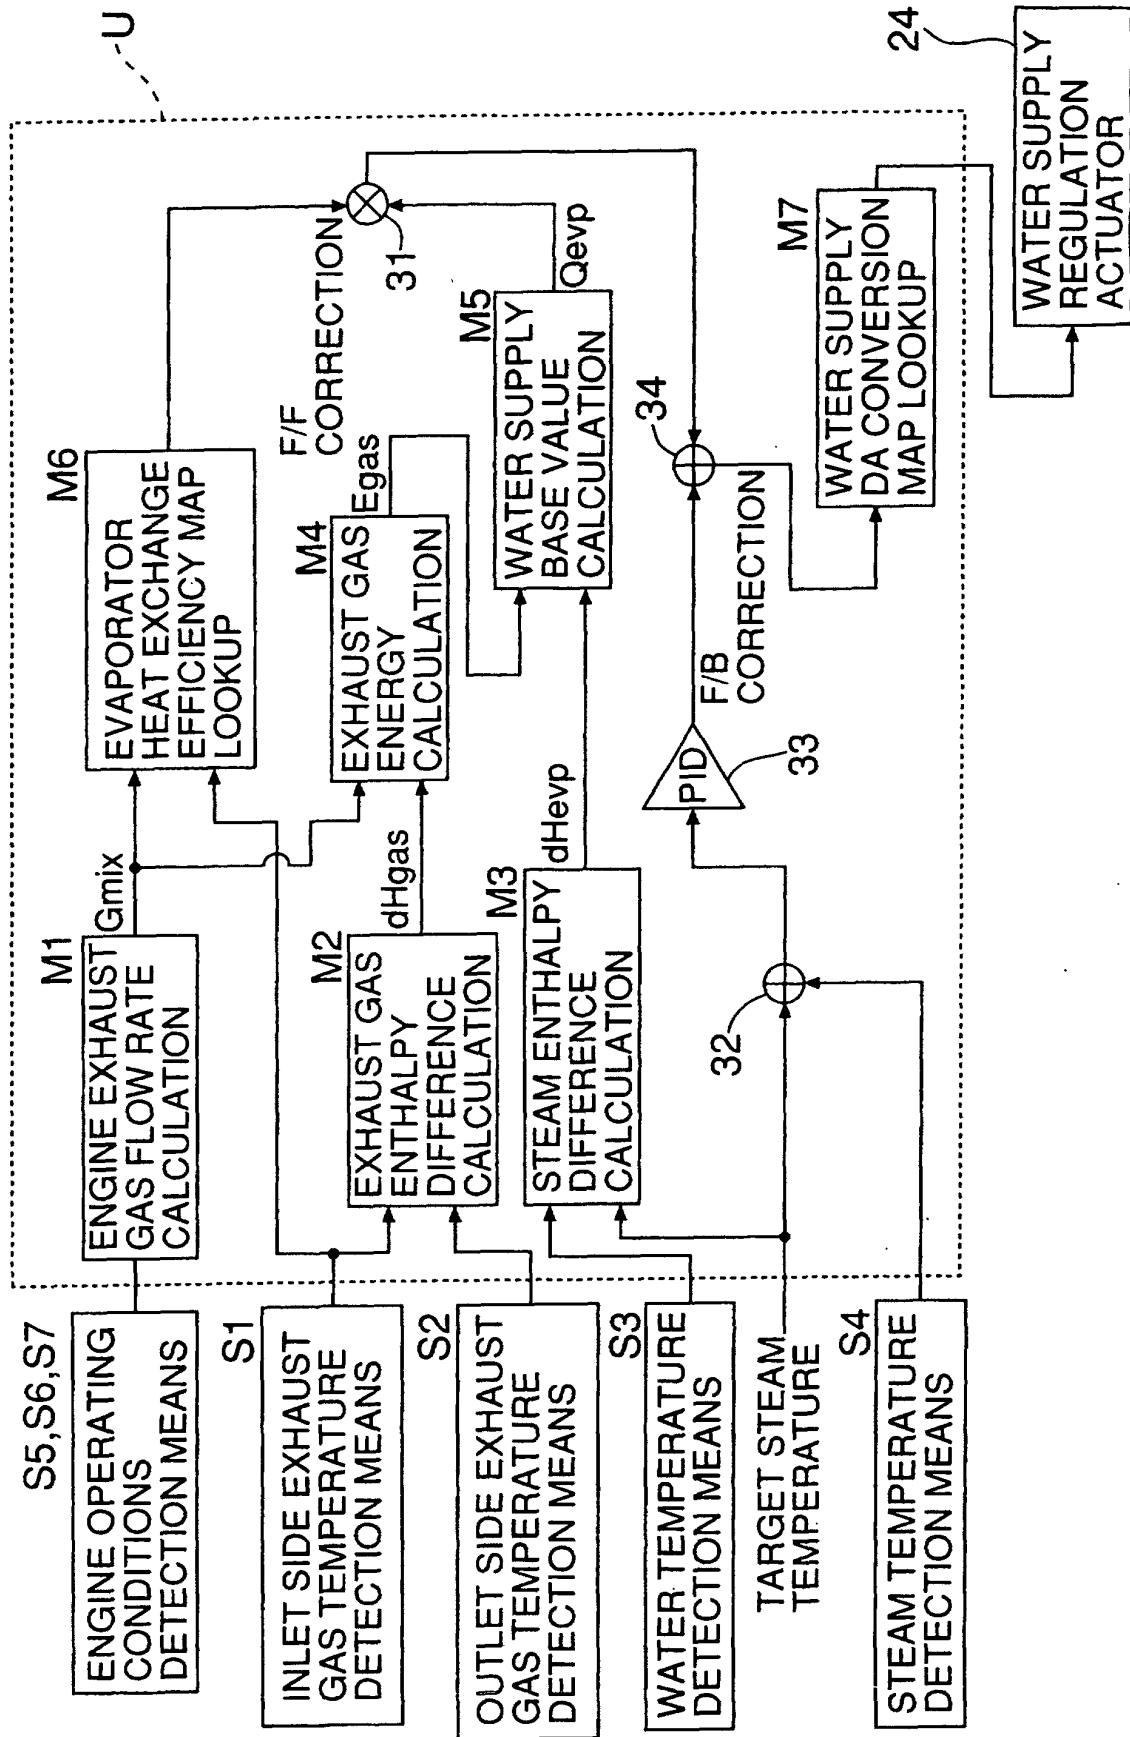 S5,S6,S7
ENGINE OPERATING
CONDITIONS
DETECTION MEANS
S1
INLET SIDE EXHAUST
GAS TEMPERATURE
DETECTION MEANS
S2
OUTLET SIDE EXHAUST
GAS TEMPERATURE
DETECTION MEANS
S3
WATER TEMPERATURE
DETECTION MEANS
TARGET STEAM
TEMPERATURE
S4
STEAM TEMPERATURE
DETECTION MEANS
M1
ENGINE EXHAUST
GAS FLOW RATE
CALCULATION
Gmix
M2
EXHAUST GAS
ENTHALPY
DIFFERENCE
CALCULATION
dHgas
M3
STEAM ENTHALPY
DIFFERENCE
CALCULATION
dHevp
32
PID
33
F/B
CORRECTION
M6
EVAPORATOR
HEAT EXCHANGE
EFFICIENCY MAP
LOOKUP
M4
EXHAUST GAS
ENERGY
CALCULATION
Egas
F/F
CORRECTION
M5
WATER SUPPLY
BASE VALUE
CALCULATION
Qevp
31
34
M7
WATER SUPPLY
DA CONVERSION
MAP LOOKUP
U
24
WATER SUPPLY
REGULATION
ACTUATOR